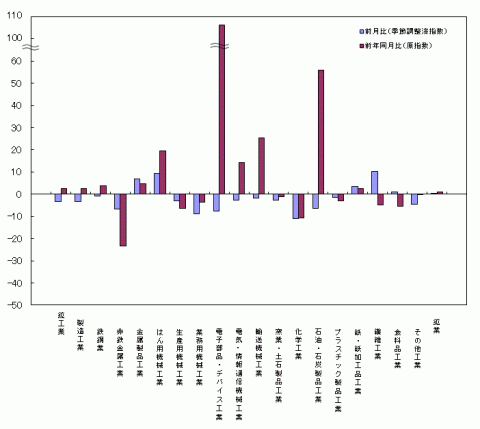 110
100
60
50
40
30
20
10
0
−10
−20
−30
−40
−50
前月比(季節調整済指数)
前年同月比(原指数)
鉱工業
製造工業
鉄鋼業
非鉄金属工業
金属製品工業
はん用機械工業
生産用機械工業
業務用機械工業
電子部品・デバイス工業
電気・情報通信機械工業
輸送機械工業
窯業・土石製品工業
化学工業
石油・石炭製品工業
プラスチック製品工業
紙・紙加工品工業
繊維工業
食料品工業
その他工業
鉱業